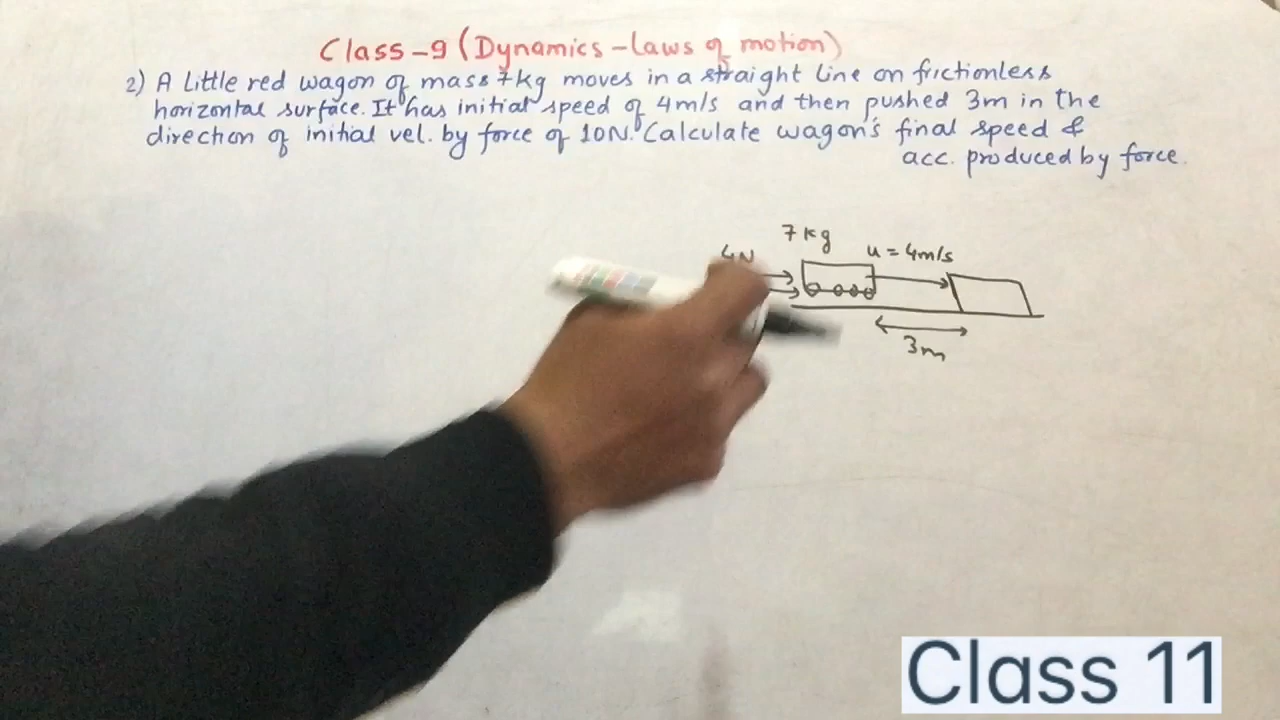 Class-9 (Dynamics - Laws of motion)
2) A Little red wagon of mass 7kg moves in a straight line on frictionless
horizontal surface. It has initial speed of 4m/s and then pushed 3m in the
direction of initial vel. by force of 10N. Calculate wagon's final speed &
acc. produced by force.
7kg
u = 4m/s
3m
Class 11